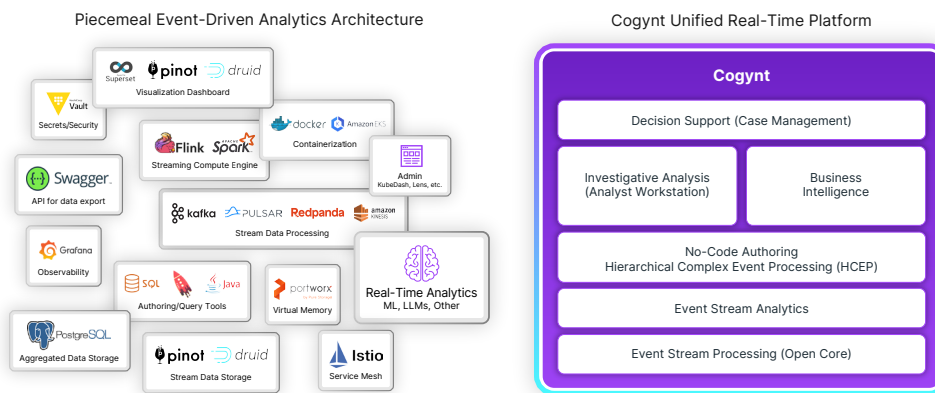 Piecemeal Event-Driven Analytics Architecture
Superset
pinot
druid
Visualization Dashboard
Vault
Secrets/Security
docker
Amazon EKS
Containerization
Flink
APACHE
Spark
Streaming Compute Engine
Admin
KubeDash, Lens, etc.
Swagger
API for data export
kafka
PULSAR
Redpanda
amazon
KINESIS
Stream Data Processing
Grafana
Observability
Real-Time Analytics
ML, LLMs, Other
SQL
Java
Authoring/Query Tools
portworx
Virtual Memory
PostgreSQL
Aggregated Data Storage
pinot
druid
Stream Data Storage
Istio
Service Mesh
Cogynt Unified Real-Time Platform
Cogynt
Decision Support (Case Management)
Investigative Analysis
(Analyst Workstation)
Business
Intelligence
No-Code Authoring
Hierarchical Complex Event Processing (HCEP)
Event Stream Analytics
Event Stream Processing (Open Core)